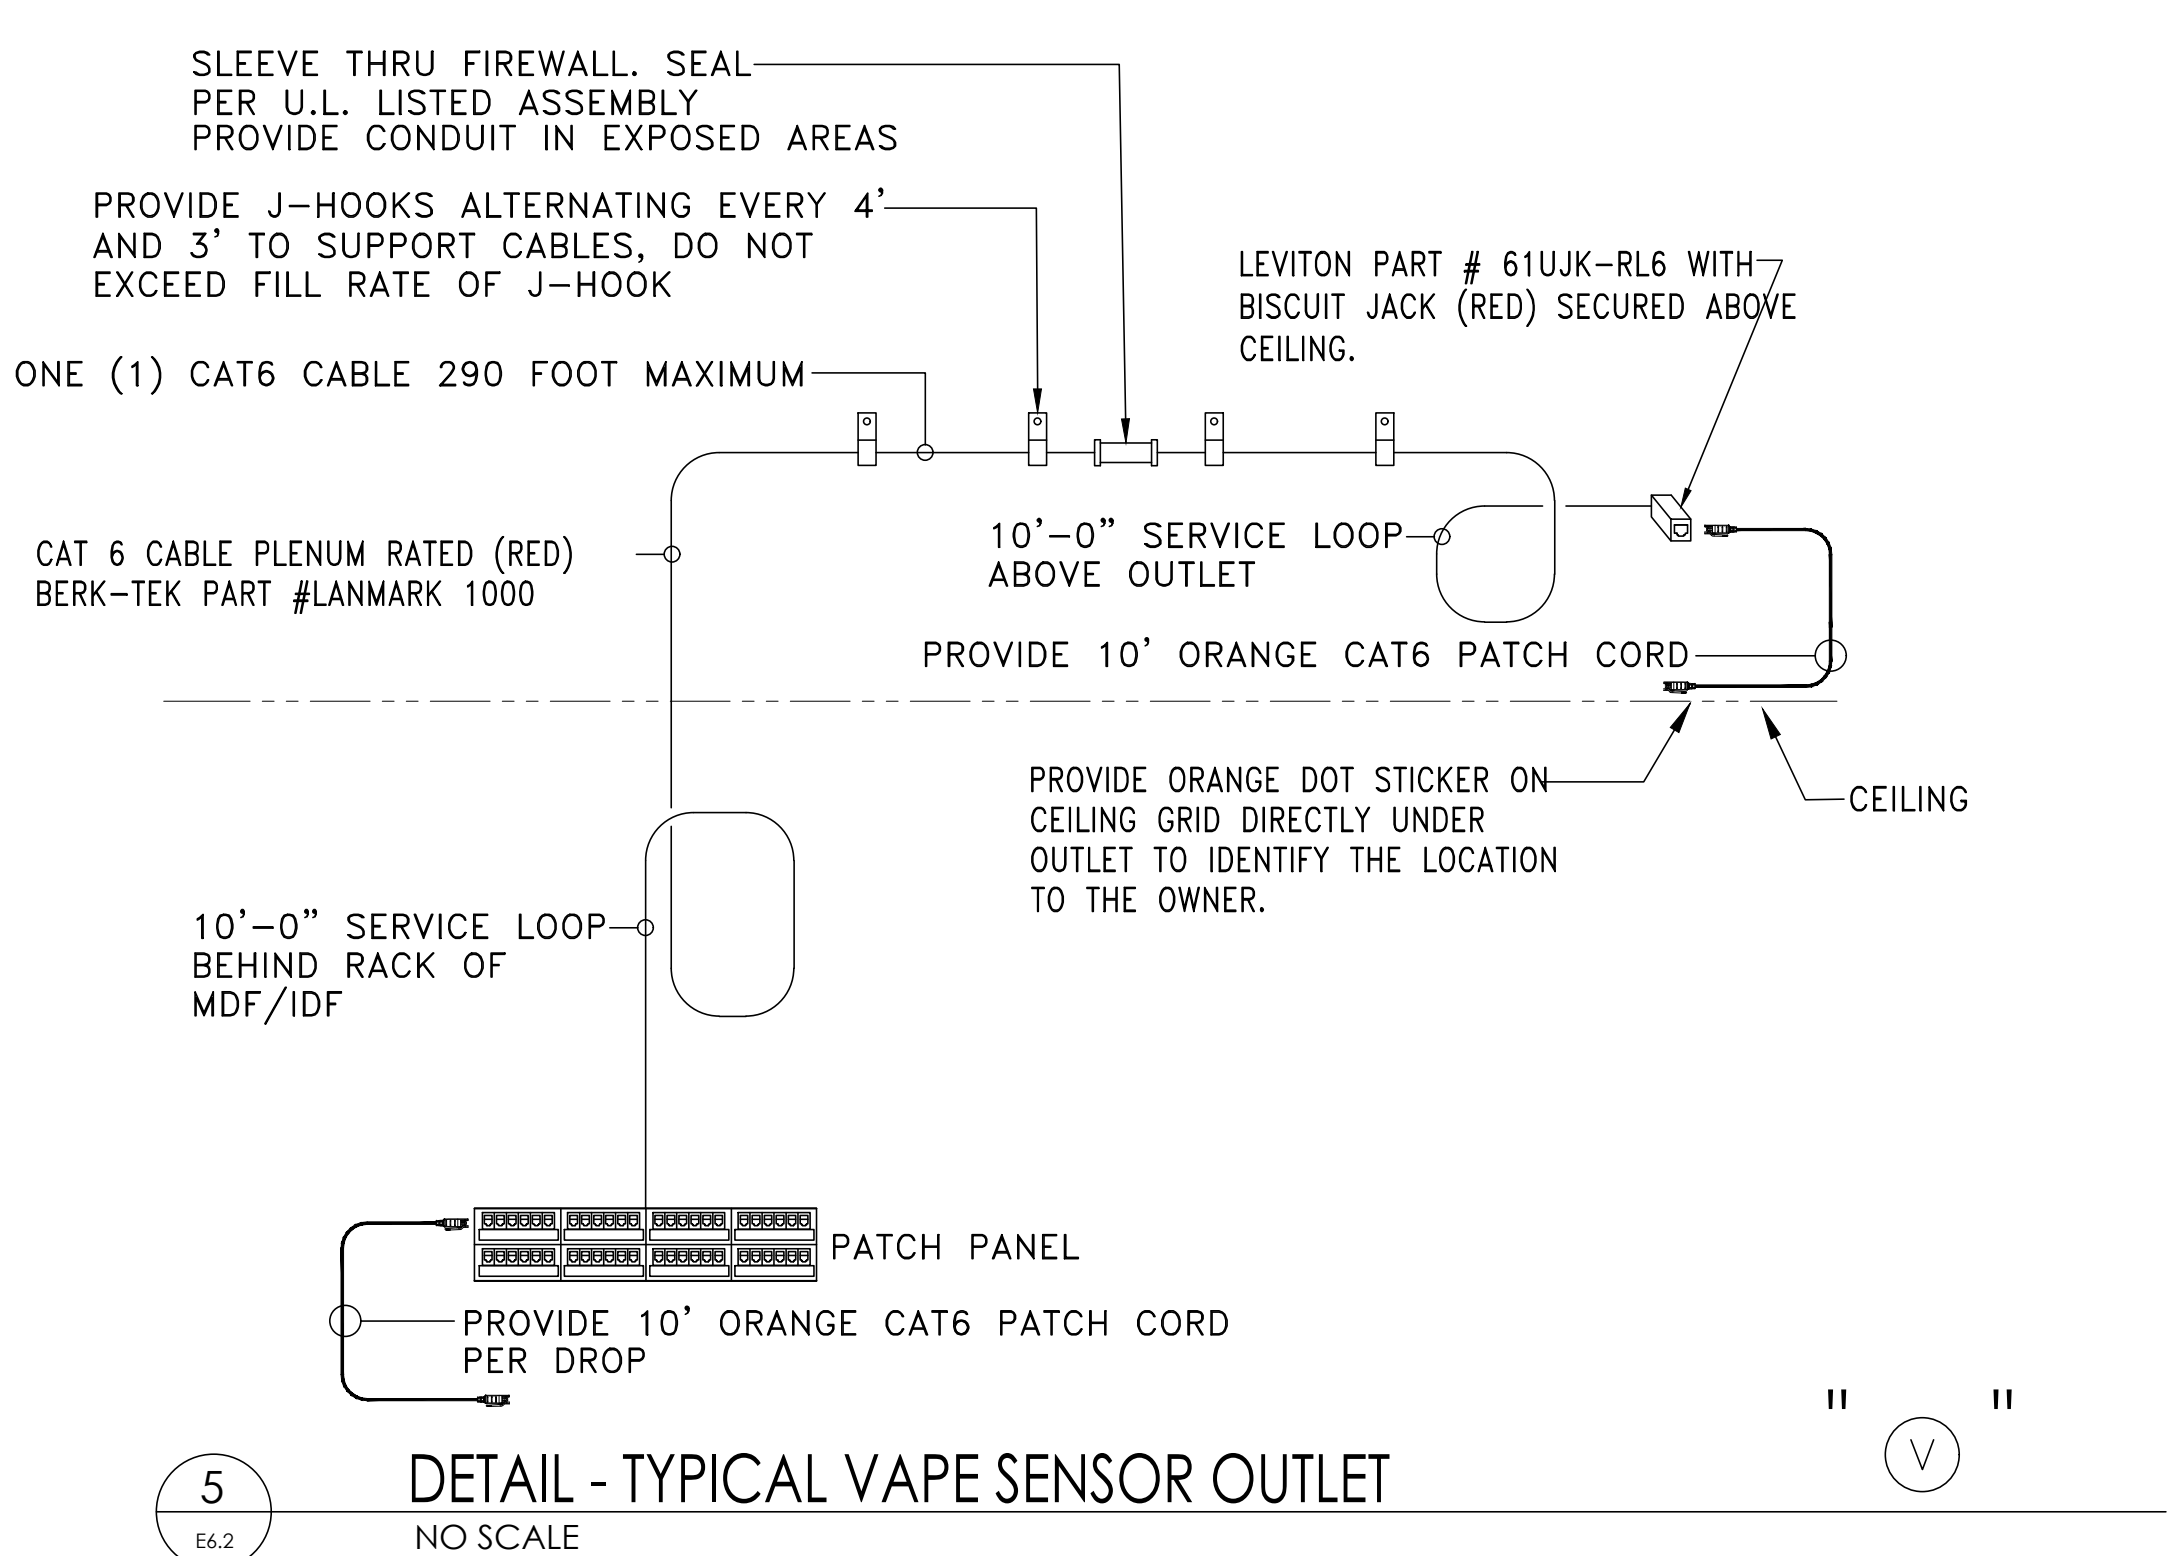 SLEEVE THRU FIREWALL. SEAL
PER U.L. LISTED ASSEMBLY
PROVIDE CONDUIT IN EXPOSED AREAS
PROVIDE J-HOOKS ALTERNATING EVERY 4'
AND 3' TO SUPPORT CABLES, DO NOT
EXCEED FILL RATE OF J-HOOK
LEVITON PART # 61UJK-RL6 WITH
BISCUIT JACK (RED) SECURED ABOVE
CEILING.
ONE (1) CAT6 CABLE 290 FOOT MAXIMUM
CAT 6 CABLE PLENUM RATED (RED)
BERK-TEK PART #LANMARK 1000
10'-0" SERVICE LOOP
ABOVE OUTLET
PROVIDE 10' ORANGE CAT6 PATCH CORD
PROVIDE ORANGE DOT STICKER ON
CEILING GRID DIRECTLY UNDER
OUTLET TO IDENTIFY THE LOCATION
TO THE OWNER.
CEILING
10'-0" SERVICE LOOP
BEHIND RACK OF
MDF/IDF
PATCH PANEL
PROVIDE 10' ORANGE CAT6 PATCH CORD
PER DROP
" V "
5
E6.2
DETAIL - TYPICAL VAPE SENSOR OUTLET
NO SCALE